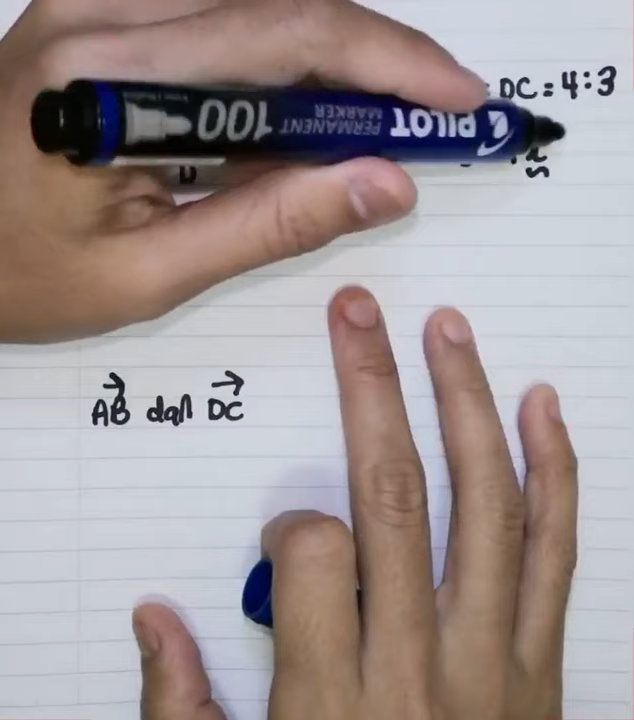 : DC = 4:3
AB dan DC
PILOT
PERMANENT MARKER 100